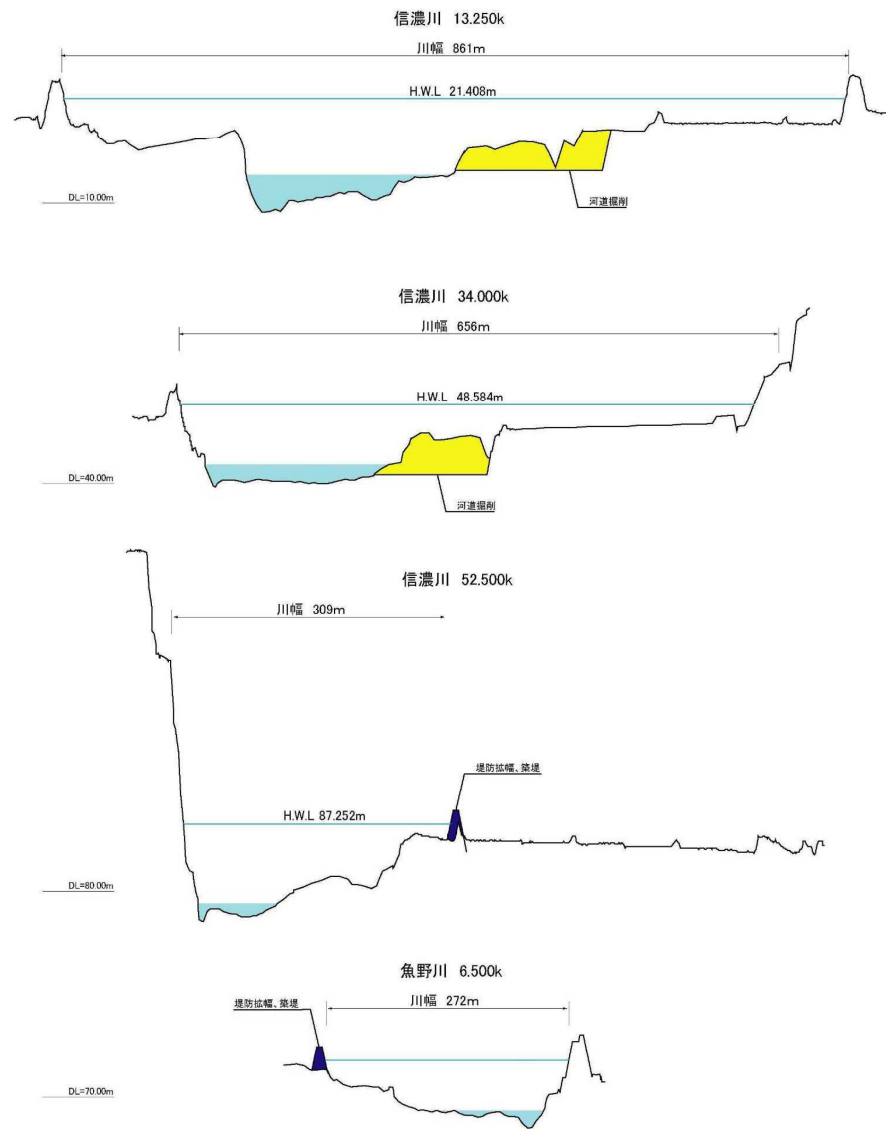 信濃川 13.250k
川幅 861m
H.W.L 21.408m
DL=10.00m
河道掘削
信濃川 34.000k
川幅 656m
H.W.L 48.584m
DL=40.00m
河道掘削
信濃川 52.500k
川幅 309m
堤防拡幅、築堤
H.W.L 87.252m
DL=80.00m
魚野川 6.500k
堤防拡幅、築堤
川幅 272m
DL=70.00m